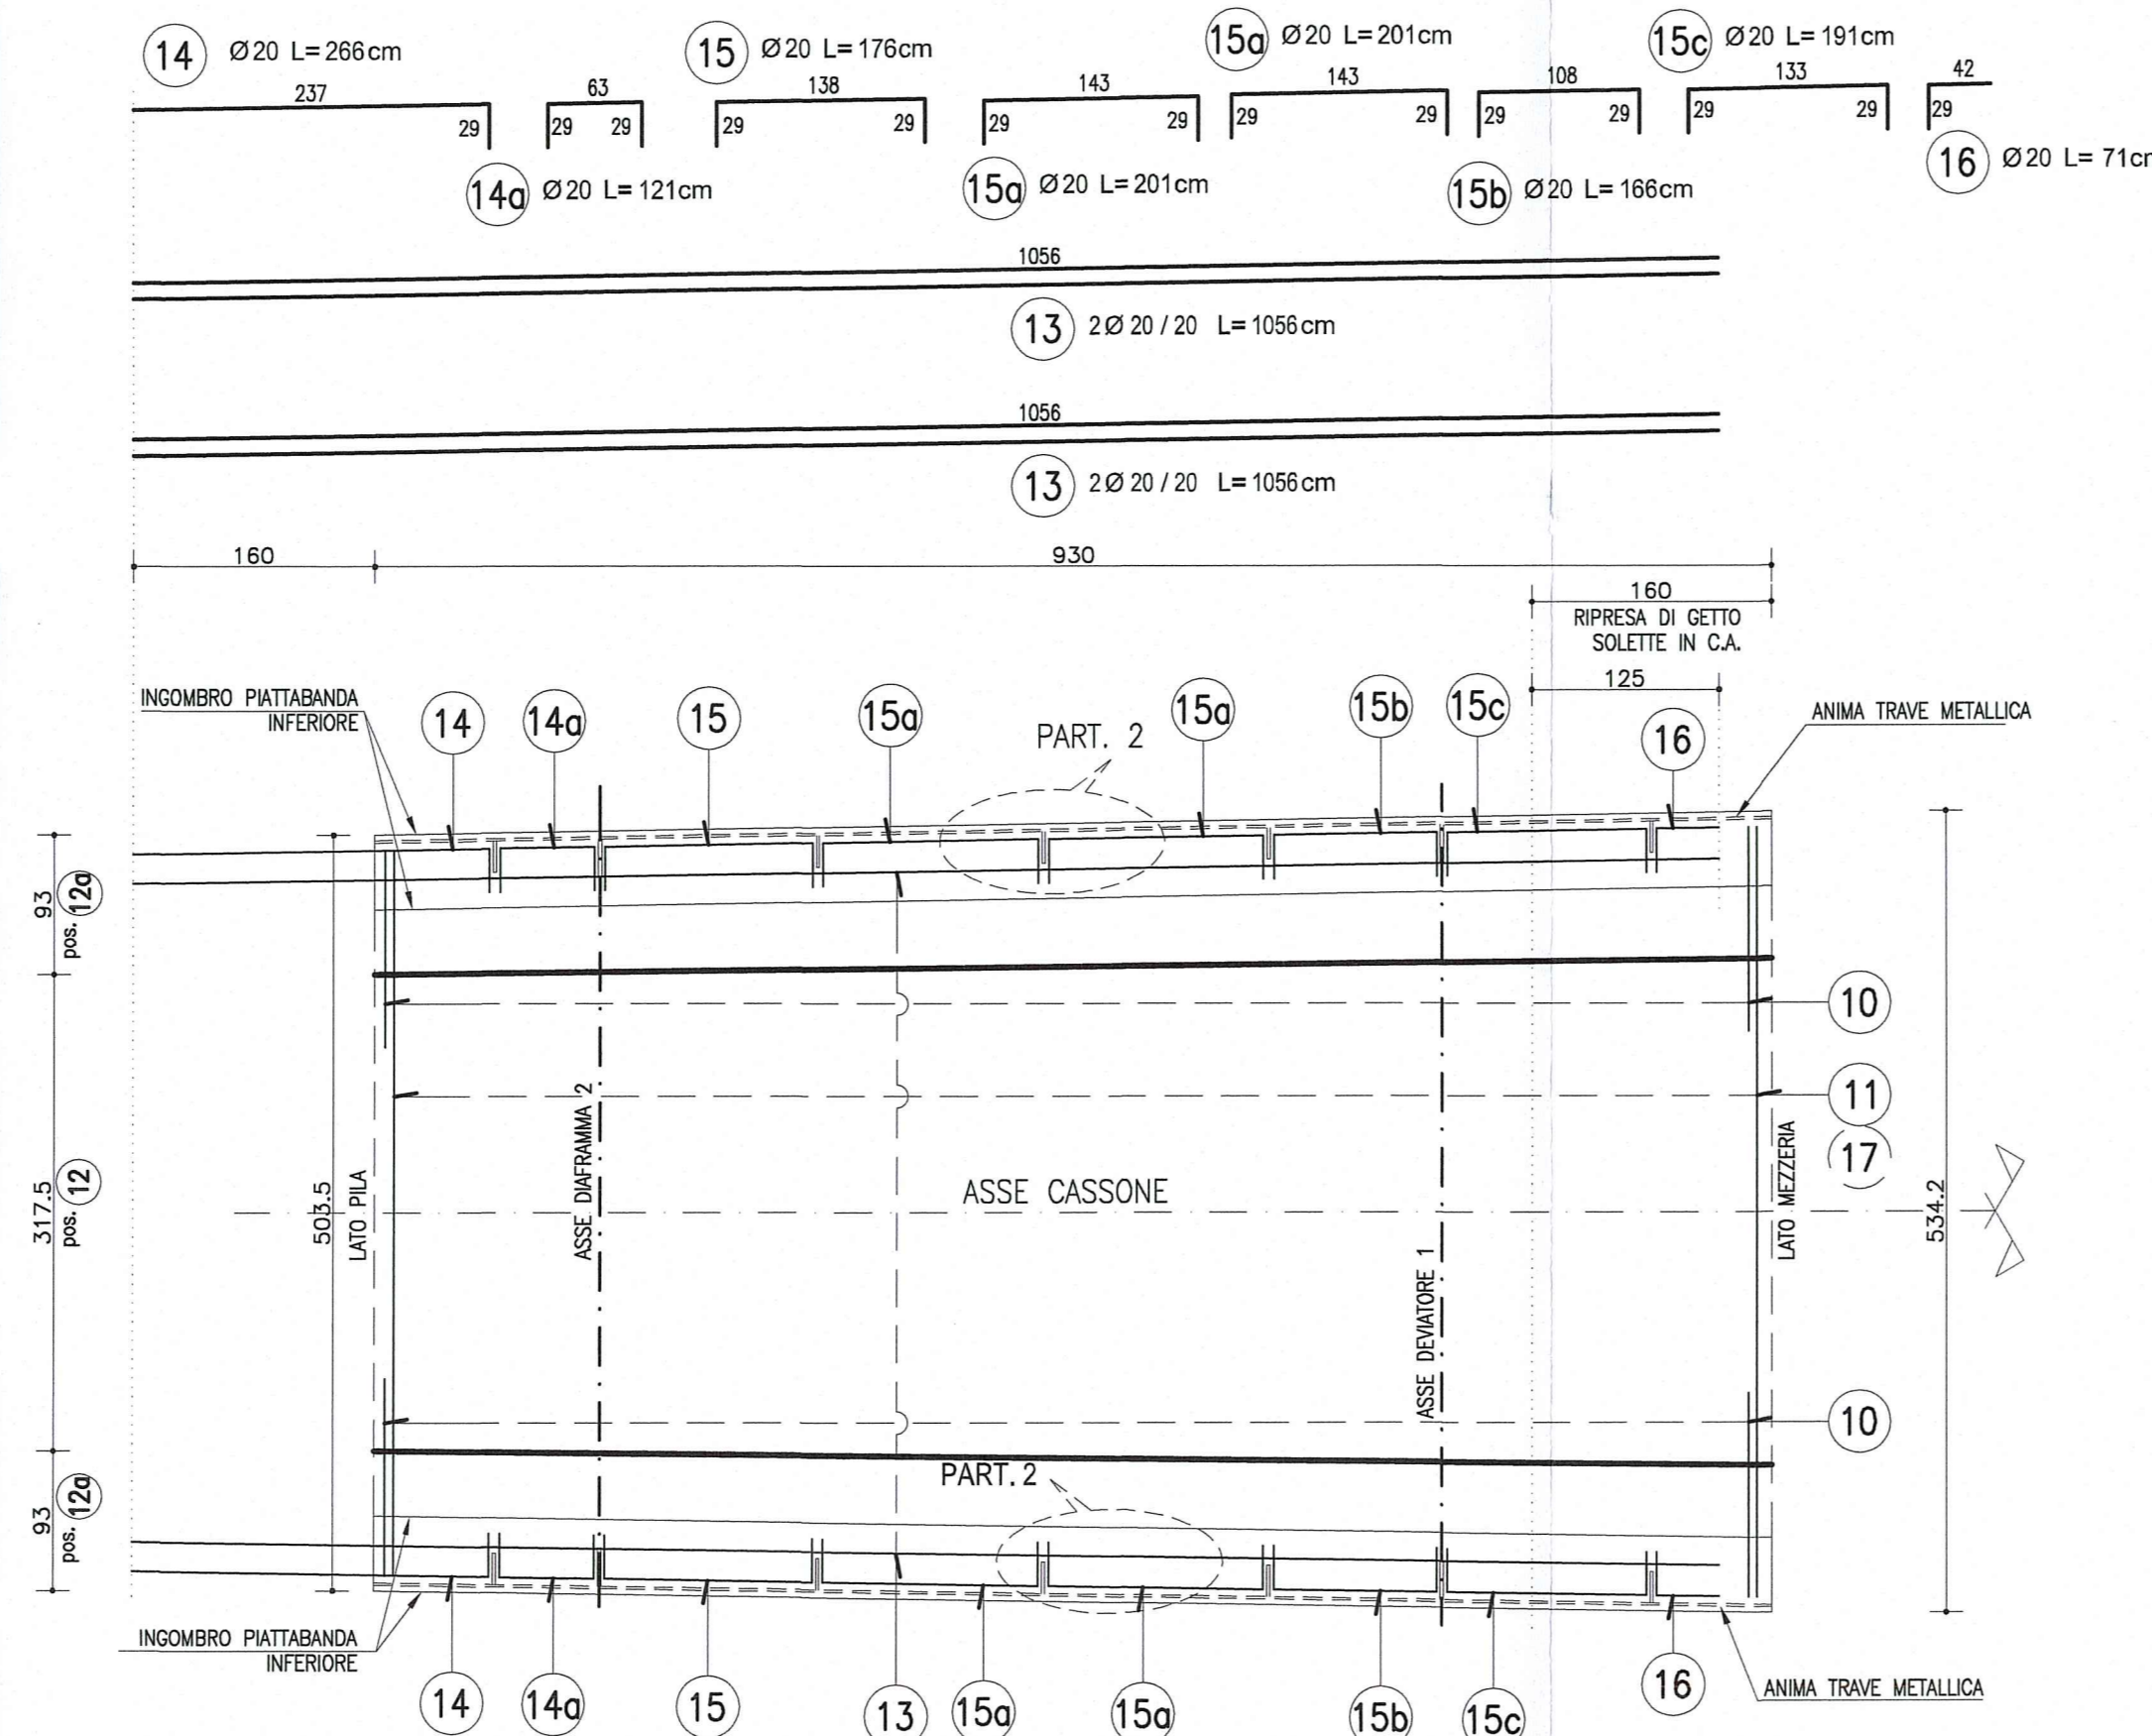 14 Ø20 L=266cm
15 Ø20 L=176cm
15a Ø20 L=201cm
15c Ø20 L=191cm
237
63
138
143
143
108
133
42
29
29 29
29 29
29 29
29 29
29 29
29 29
29
14a Ø20 L=121cm
15a Ø20 L=201cm
15b Ø20 L=166cm
16 Ø20 L= 71cm
1056
13 2Ø 20/20 L=1056cm
1056
13 2Ø 20/20 L=1056cm
160
930
160
RIPRESA DI GETTO
SOLETTE IN C.A.
125
INGOMBRO PIATTABANDA
INFERIORE
14
14a
15
15a
PART. 2
15a
15b
15c
16
ANIMA TRAVE METALLICA
93
pos. 12a
317.5
pos. 12
93
pos. 12a
503.5
LATO PILA
ASSE DIAFRAMMA 2
ASSE CASSONE
ASSE DEVIATORE 1
LATO MEZZERIA
534.2
10
11
17
10
PART.2
INGOMBRO PIATTABANDA
INFERIORE
14
14a
15
13
15a
15a
15b
15c
16
ANIMA TRAVE METALLICA